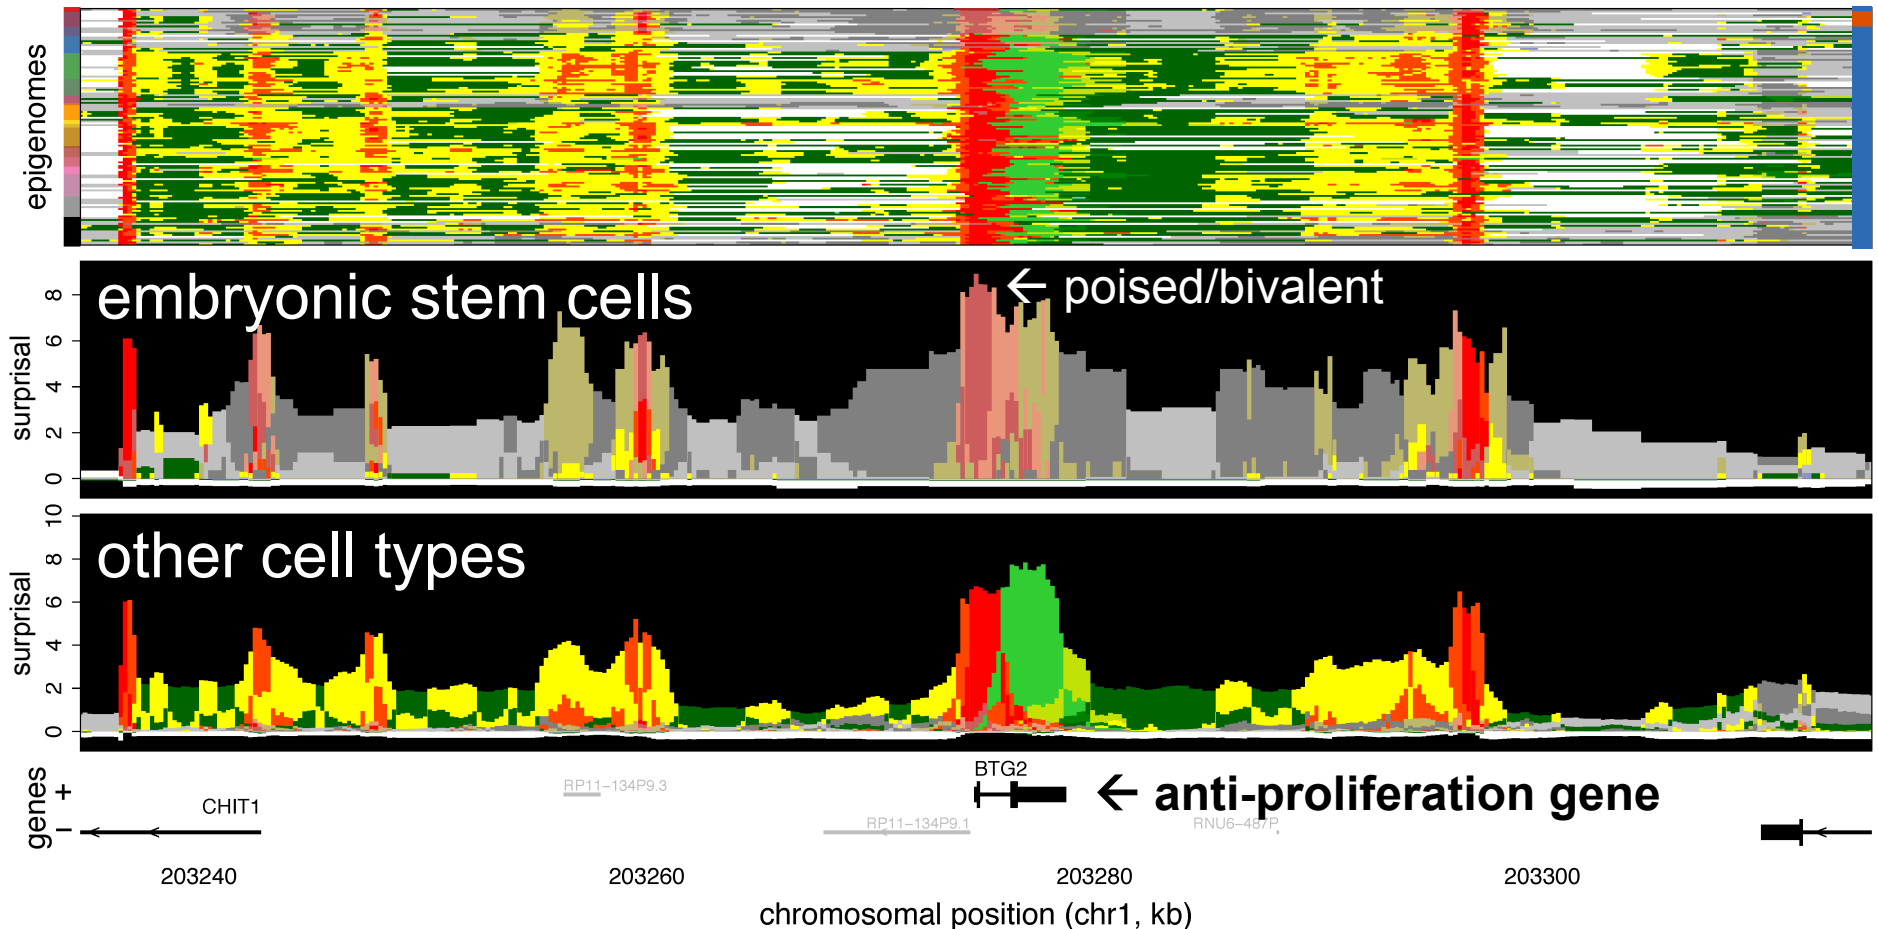 epigenomes
embryonic stem cells
← poised/bivalent
surprisal
8
6
4
2
0
other cell types
surprisal
10
8
6
4
2
0
genes
+
−
RP11−134P9.3
BTG2
← anti-proliferation gene
CHIT1
RP11−134P9.1
RNU6−487P
203240
203260
203280
203300
chromosomal position (chr1, kb)